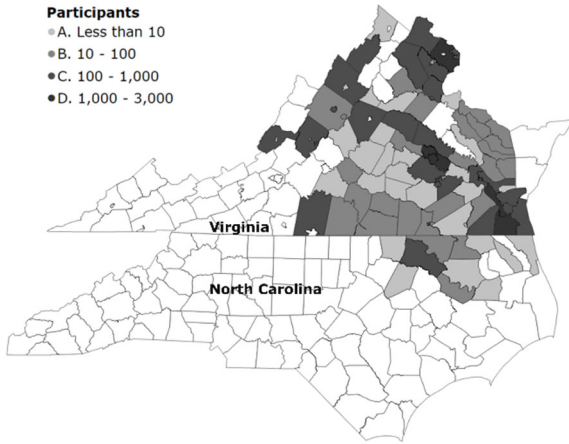 Participants
A. Less than 10
B. 10 - 100
C. 100 - 1,000
D. 1,000 - 3,000
Virginia
North Carolina